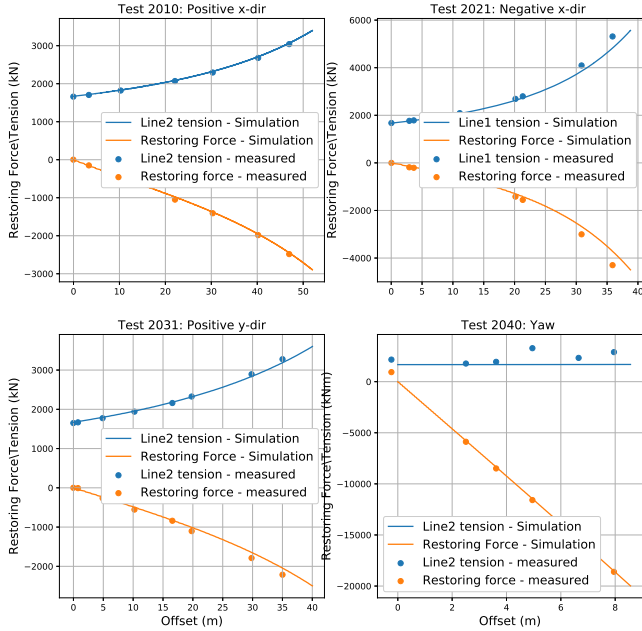 Test 2010: Positive x-dir
Restoring Force\Tension (kN)
3000
2000
1000
0
−1000
−2000
−3000
Line2 tension - Simulation
Restoring Force - Simulation
Line2 tension - measured
Restoring force - measured
0 10 20 30 40 50
Test 2021: Negative x-dir
Restoring Force\Tension (kN)
6000
4000
2000
0
−2000
−4000
Line1 tension - Simulation
Restoring Force - Simulation
Line1 tension - measured
Restoring force - measured
0 5 10 15 20 25 30 35 40
Test 2031: Positive y-dir
Restoring Force\Tension (kN)
3000
2000
1000
0
−1000
−2000
Line2 tension - Simulation
Restoring Force - Simulation
Line2 tension - measured
Restoring force - measured
0 5 10 15 20 25 30 35 40
Offset (m)
Test 2040: Yaw
Restoring Force\Tension (kNm)
0
−5000
−10000
−15000
−20000
Line2 tension - Simulation
Restoring Force - Simulation
Line2 tension - measured
Restoring force - measured
0 2 4 6 8
Offset (m)